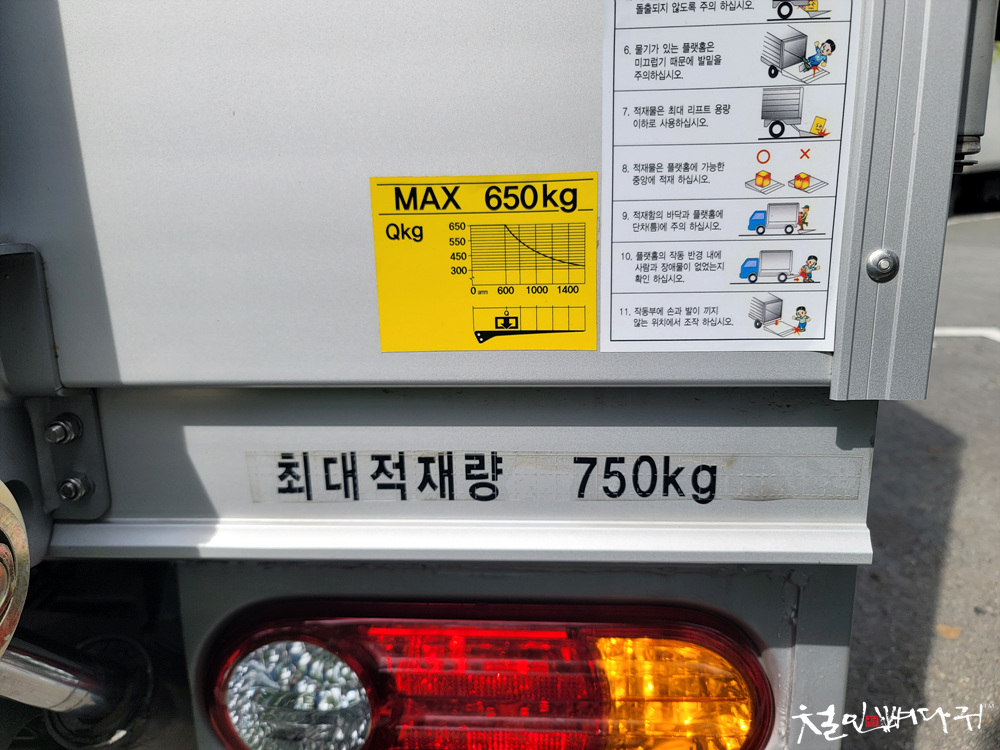 돌출되지 않도록 주의 하십시오.
6. 물기가 있는 플랫홈은
미끄럽기 때문에 발밑을
주의하십시오.
7. 적재물은 최대 리프트 용량
이하로 사용하십시오.
8. 적재물은 플랫홈에 가능한
중앙에 적재 하십시오.
9. 적재함의 바닥과 플랫홈에
단차(틈)에 주의 하십시오.
10. 플랫홈의 작동 반경 내에
사람과 장애물이 없었는지
확인 하십시오.
11. 작동부에 손과 발이 끼지
않는 위치에서 조작 하십시오.
MAX 650kg
Qkg
650
550
450
300
0 600 1000 1400
최대적재량 750kg